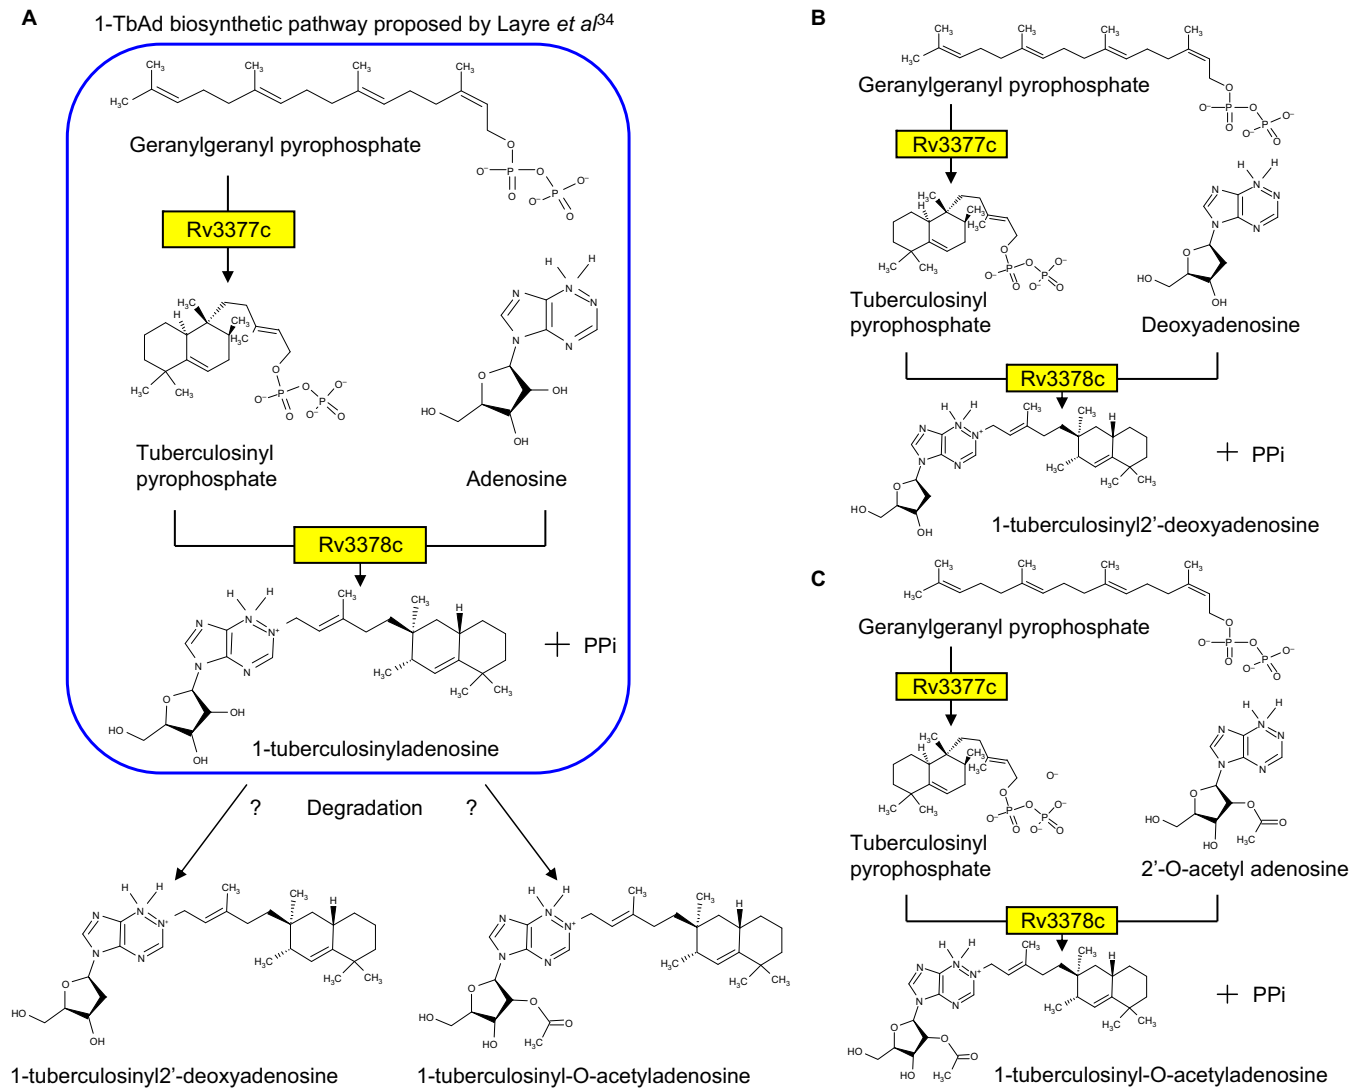 A
1-TbAd biosynthetic pathway proposed by Layre et al34
Geranylgeranyl pyrophosphate
Rv3377c
Tuberculosinyl
pyrophosphate
Adenosine
Rv3378c
1-tuberculosinyladenosine
+ PPi
? Degradation ?
1-tuberculosinyl2’-deoxyadenosine
1-tuberculosinyl-O-acetyladenosine
B
Geranylgeranyl pyrophosphate
Rv3377c
Tuberculosinyl
pyrophosphate
Deoxyadenosine
Rv3378c
+ PPi
1-tuberculosinyl2’-deoxyadenosine
C
Geranylgeranyl pyrophosphate
Rv3377c
Tuberculosinyl
pyrophosphate
2’-O-acetyl adenosine
Rv3378c
+ PPi
1-tuberculosinyl-O-acetyladenosine